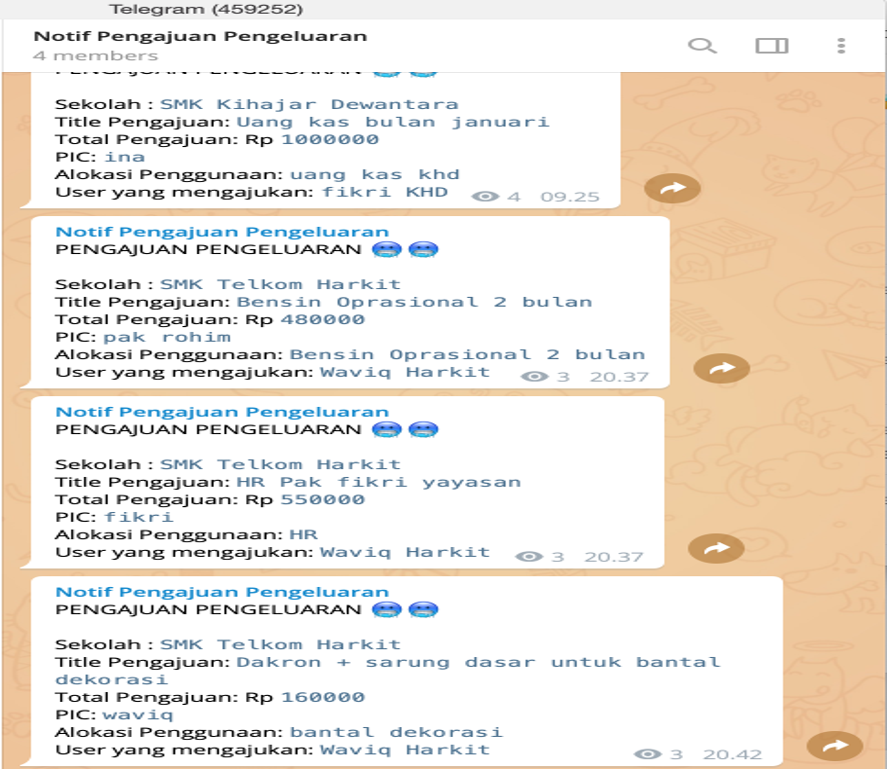 Telegram (459252)
Notif Pengajuan Pengeluaran
4 members
PENGAJUAN PENGELUARAN 🥶🥶
Sekolah : SMK Kihajar Dewantara
Title Pengajuan: Uang kas bulan januari
Total Pengajuan: Rp 1000000
PIC: ina
Alokasi Penggunaan: uang kas khd
User yang mengajukan: fikri KHD 4 09.25
Notif Pengajuan Pengeluaran
PENGAJUAN PENGELUARAN 🥶🥶
Sekolah : SMK Telkom Harkit
Title Pengajuan: Bensin Oprasional 2 bulan
Total Pengajuan: Rp 480000
PIC: pak rohim
Alokasi Penggunaan: Bensin Oprasional 2 bulan
User yang mengajukan: Waviq Harkit 3 20.37
Notif Pengajuan Pengeluaran
PENGAJUAN PENGELUARAN 🥶🥶
Sekolah : SMK Telkom Harkit
Title Pengajuan: HR Pak fikri yayasan
Total Pengajuan: Rp 550000
PIC: fikri
Alokasi Penggunaan: HR
User yang mengajukan: Waviq Harkit 3 20.37
Notif Pengajuan Pengeluaran
PENGAJUAN PENGELUARAN 🥶🥶
Sekolah : SMK Telkom Harkit
Title Pengajuan: Dakron + sarung dasar untuk bantal
dekorasi
Total Pengajuan: Rp 160000
PIC: waviq
Alokasi Penggunaan: bantal dekorasi
User yang mengajukan: Waviq Harkit 3 20.42